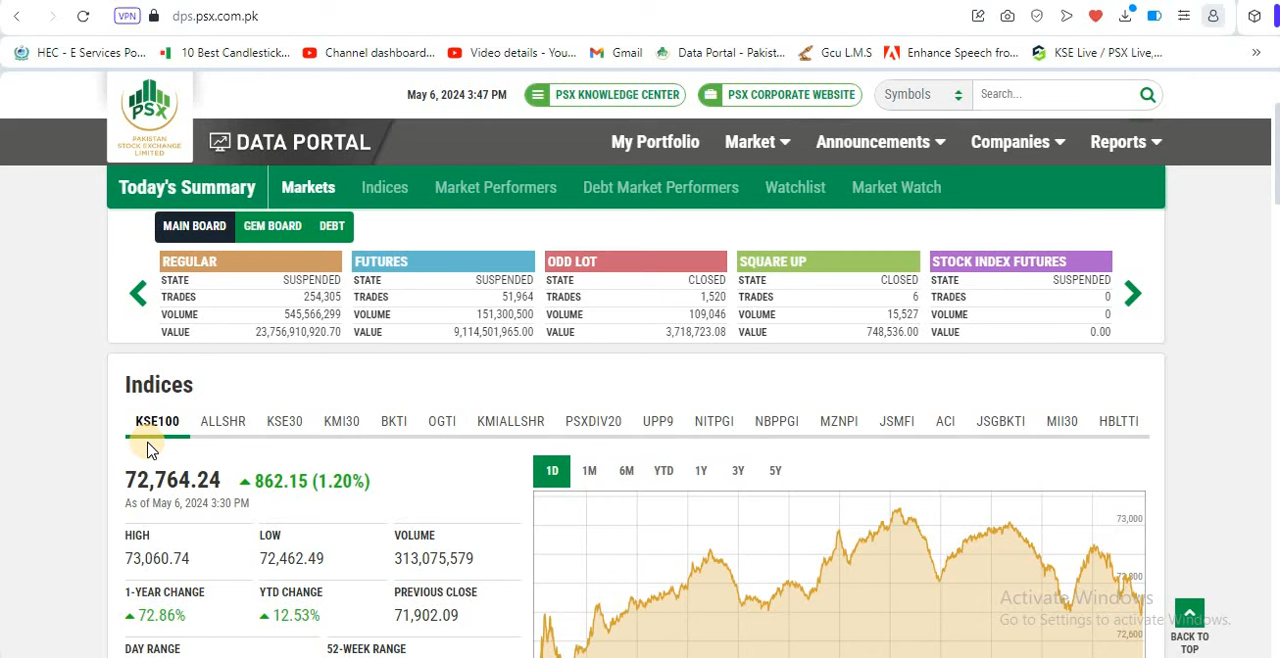 VPN dps.psx.com.pk
HEC - E Services Po... 10 Best Candlestick... Channel dashboard... Video details - You... Gmail Data Portal - Pakist... Gcu L.M.S Enhance Speech fro... KSE Live / PSX Live,... »
PSX
PAKISTAN
STOCK EXCHANGE
LIMITED
May 6, 2024 3:47 PM PSX KNOWLEDGE CENTER PSX CORPORATE WEBSITE Symbols Search...
DATA PORTAL My Portfolio Market Announcements Companies Reports
Today's Summary Markets Indices Market Performers Debt Market Performers Watchlist Market Watch
MAIN BOARD GEM BOARD DEBT
REGULAR FUTURES ODD LOT SQUARE UP STOCK INDEX FUTURES
STATE SUSPENDED STATE SUSPENDED STATE CLOSED STATE CLOSED STATE SUSPENDED
TRADES 254,305 TRADES 51,964 TRADES 1,520 TRADES 6 TRADES 0
VOLUME 545,566,299 VOLUME 151,300,500 VOLUME 109,046 VOLUME 15,527 VOLUME 0
VALUE 23,756,910,920.70 VALUE 9,114,501,965.00 VALUE 3,718,723.08 VALUE 748,536.00 VALUE 0.00
Indices
KSE100 ALLSHR KSE30 KMI30 BKTI OGTI KMIALLSHR PSXDIV20 UPP9 NITPGI NBPPGI MZNPI JSMFI ACI JSGBKTI MII30 HBLTTI
72,764.24 862.15 (1.20%)
As of May 6, 2024 3:30 PM
1D 1M 6M YTD 1Y 3Y 5Y
HIGH LOW VOLUME
73,060.74 72,462.49 313,075,579
1-YEAR CHANGE YTD CHANGE PREVIOUS CLOSE
72.86% 12.53% 71,902.09
DAY RANGE 52-WEEK RANGE
73,000
72,800
72,600
Activate Windows
Go to Settings to activate Windows.
BACK TO
TOP